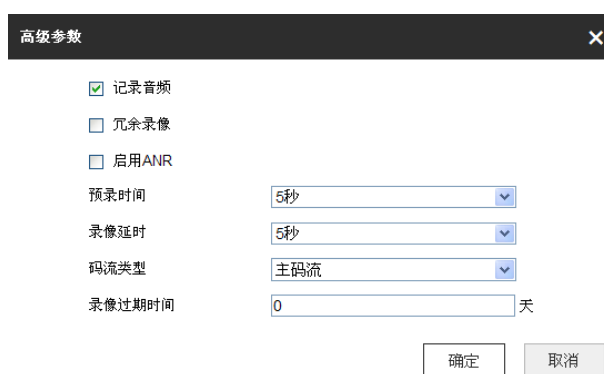 高级参数
记录音频
冗余录像
启用ANR
预录时间 5秒
录像延时 5秒
码流类型 主码流
录像过期时间 0 天
确定 取消